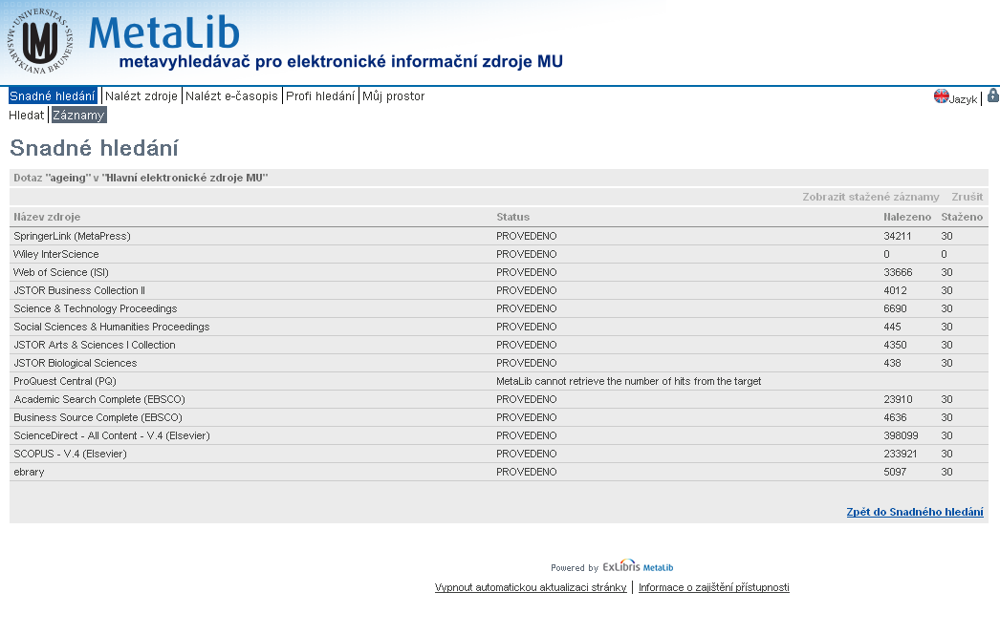 UNIVERSITAS MASARYKIANA BRUNENSIS
MU
MetaLib
metavyhledávač pro elektronické informační zdroje MU
Snadné hledání | Nalézt zdroje | Nalézt e-časopis | Profi hledání | Můj prostor
Jazyk |
Hledat | Záznamy
Snadné hledání
Dotaz "ageing" v "Hlavní elektronické zdroje MU"
Zobrazit stažené záznamy Zrušit
Název zdroje Status Nalezeno Staženo
SpringerLink (MetaPress) PROVEDENO 34211 30
Wiley InterScience PROVEDENO 0 0
Web of Science (ISI) PROVEDENO 33666 30
JSTOR Business Collection II PROVEDENO 4012 30
Science & Technology Proceedings PROVEDENO 6690 30
Social Sciences & Humanities Proceedings PROVEDENO 445 30
JSTOR Arts & Sciences I Collection PROVEDENO 4350 30
JSTOR Biological Sciences PROVEDENO 438 30
ProQuest Central (PQ) MetaLib cannot retrieve the number of hits from the target
Academic Search Complete (EBSCO) PROVEDENO 23910 30
Business Source Complete (EBSCO) PROVEDENO 4636 30
ScienceDirect - All Content - V.4 (Elsevier) PROVEDENO 398099 30
SCOPUS - V.4 (Elsevier) PROVEDENO 233921 30
ebrary PROVEDENO 5097 30
Zpět do Snadného hledání
Powered by ExLibris MetaLib
Vypnout automatickou aktualizaci stránky | Informace o zajištění přístupnosti